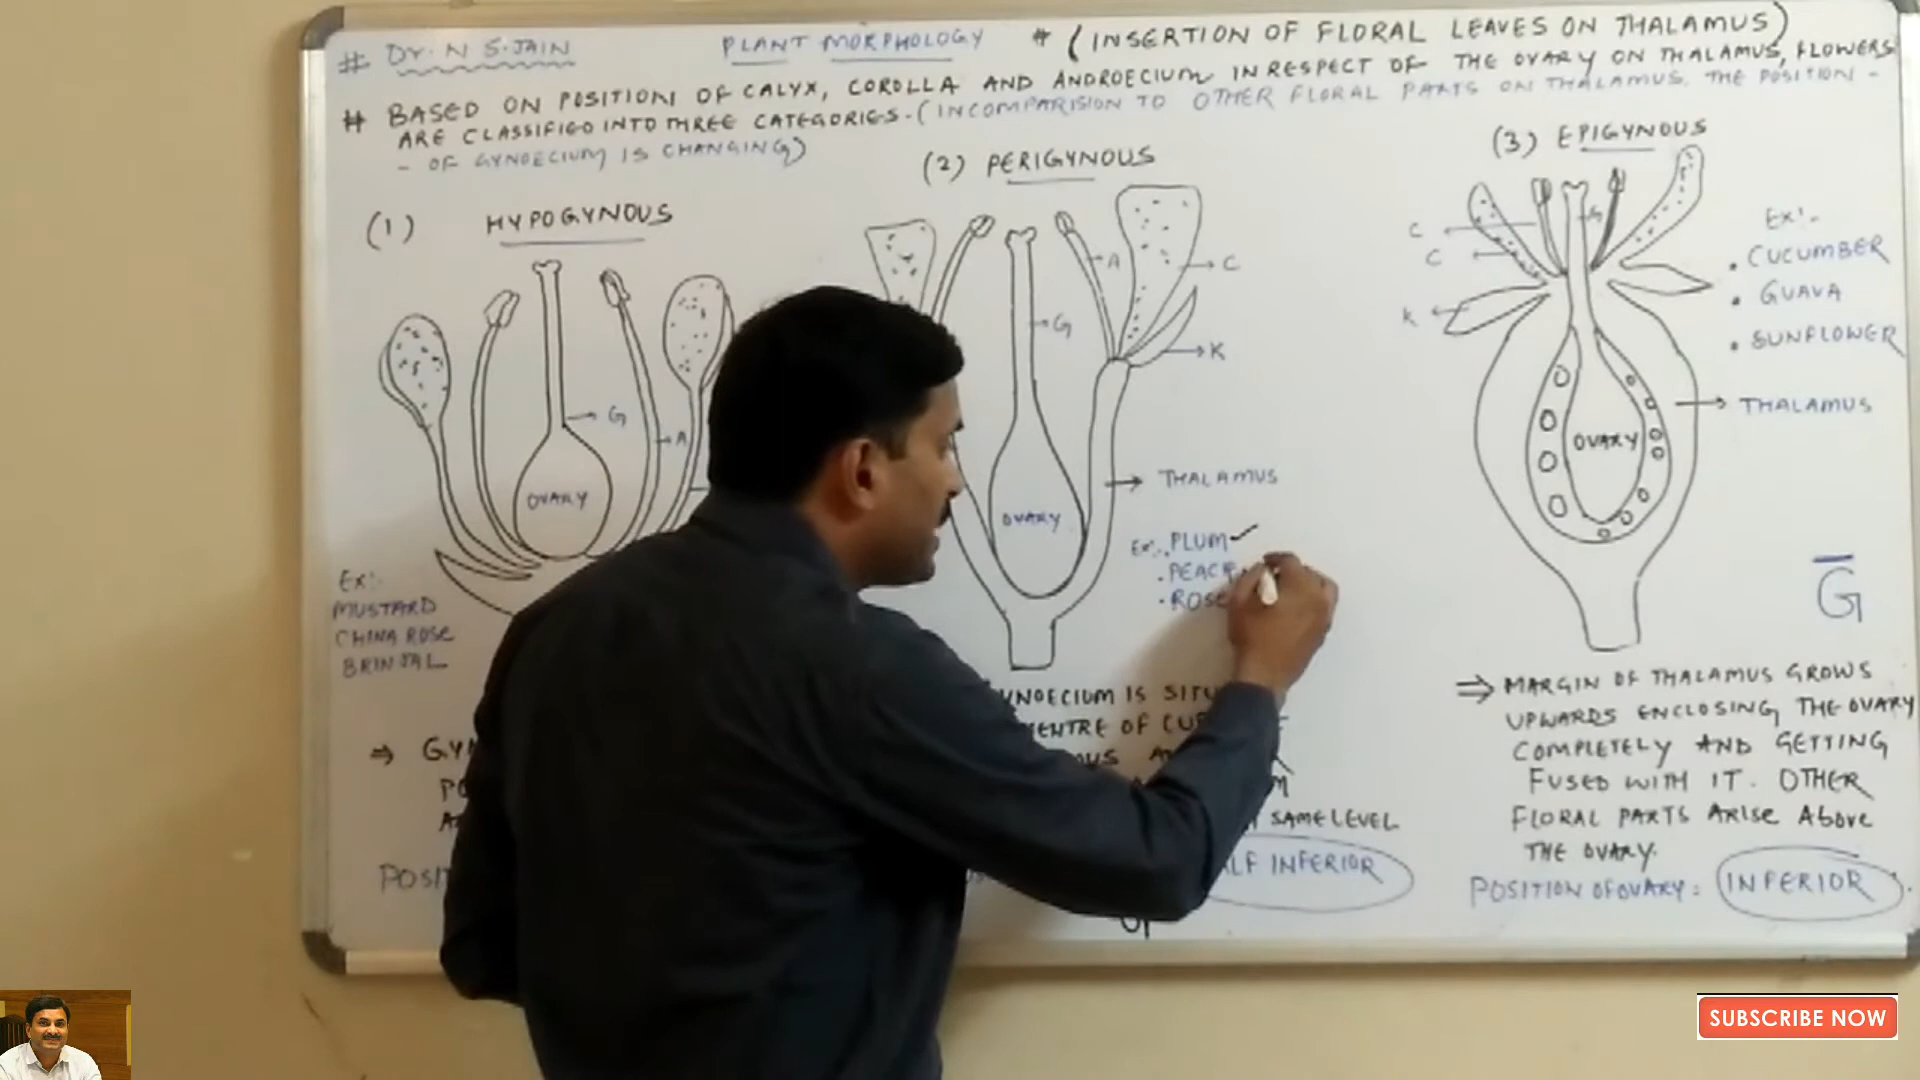 # DR. N S. JAIN
PLANT MORPHOLOGY
# (INSERTION OF FLORAL LEAVES ON THALAMUS)
# BASED ON POSITION OF CALYX, COROLLA AND ANDROECIUM IN RESPECT OF THE OVARY ON THALAMUS, FLOWERS
ARE CLASSIFIED INTO THREE CATEGORIES. (INCOMPARISION TO OTHER FLORAL PARTS ON THALAMUS. THE POSITION -
- OF GYNOECIUM IS CHANGING)
(1) HYPOGYNOUS
G
A
OVARY
EX:-
MUSTARD
CHINA ROSE
BRINJAL
(2) PERIGYNOUS
A
C
G
K
THALAMUS
OVARY
EX:. PLUM
. PEACH
. ROSE
SAME LEVEL
INFERIOR
(3) EPIGYNOUS
G
C
C
K
EX:-
. CUCUMBER
. GUAVA
. SUNFLOWER
THALAMUS
OVARY
G
⇒ MARGIN OF THALAMUS GROWS
UPWARDS ENCLOSING THE OVARY
COMPLETELY AND GETTING
FUSED WITH IT. OTHER
FLORAL PARTS ARISE ABOVE
THE OVARY.
POSITION OF OVARY: INFERIOR
SUBSCRIBE NOW